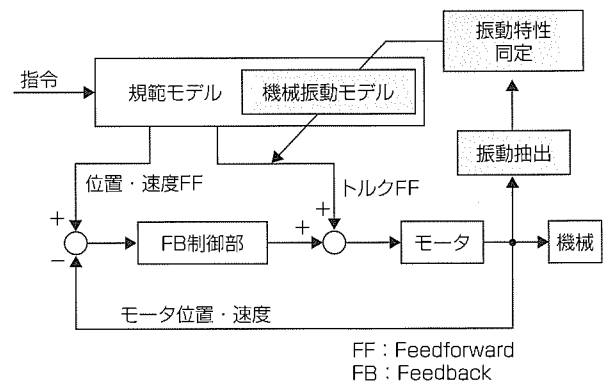 振動特性
同定
指令
規範モデル
機械振動モデル
振動抽出
位置・速度FF
トルクFF
+
+
+
−
FB制御部
モータ
機械
モータ位置・速度
FF：Feedforward
FB：Feedback